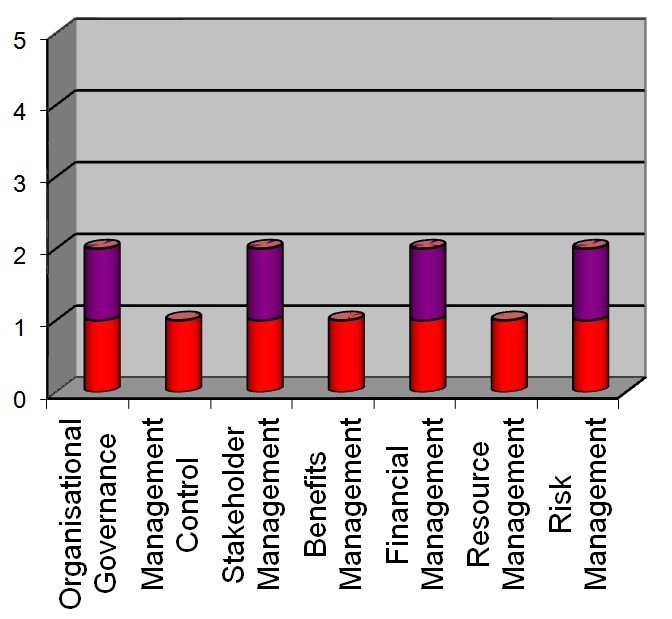 5
4
3
2
1
0
Organisational
Governance
Management
Control
Stakeholder
Management
Benefits
Management
Financial
Management
Resource
Management
Risk
Management